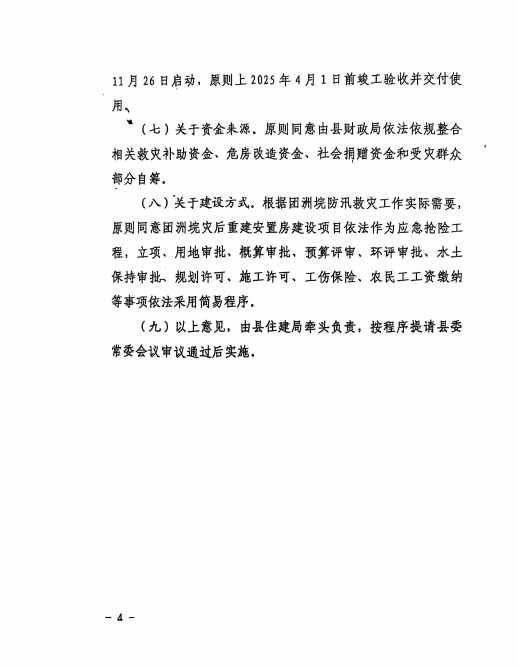 11 月 26 日启动，原则上 2025 年 4 月 1 日前竣工验收并交付使
用。
（七）关于资金来源。原则同意由县财政局依法依规整合
相关救灾补助资金、危房改造资金、社会捐赠资金和受灾群众
部分自筹。
（八）关于建设方式。根据团洲垸防汛救灾工作实际需要，
原则同意团洲垸灾后重建安置房建设项目依法作为应急抢险工
程，立项、用地审批、概算审批、预算评审、环评审批、水土
保持审批、规划许可、施工许可、工伤保险、农民工工资缴纳
等事项依法采用简易程序。
（九）以上意见，由县住建局牵头负责，按程序提请县委
常委会议审议通过后实施。
- 4 -